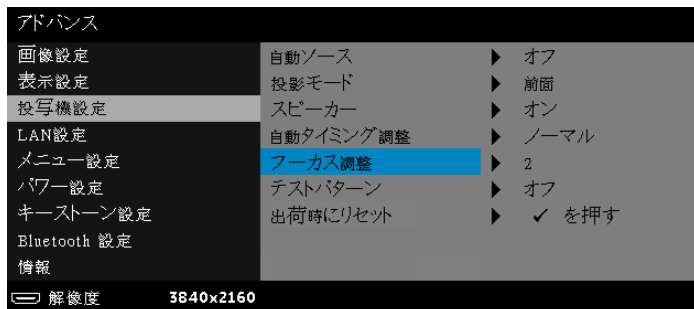 アドバンス
画像設定
表示設定
投写機設定
LAN設定
メニュー設定
パワー設定
キーストーン設定
Bluetooth 設定
情報
自動ソース ▶ オフ
投影モード ▶ 前面
スピーカー ▶ オン
自動タイミング調整 ▶ ノーマル
フーカス調整 ▶ 2
テストパターン ▶ オフ
出荷時にリセット ▶ ✓ を押す
解像度 3840x2160